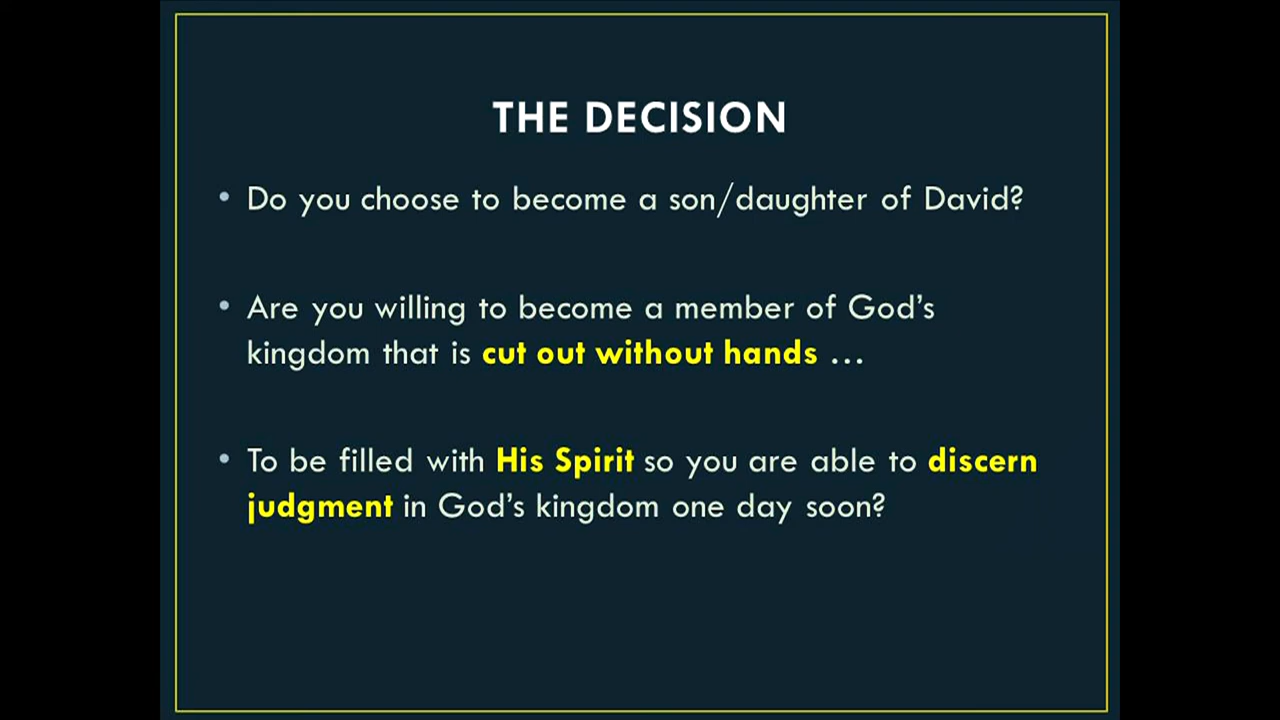 THE DECISION
• Do you choose to become a son/daughter of David?
• Are you willing to become a member of God’s
kingdom that is cut out without hands …
• To be filled with His Spirit so you are able to discern
judgment in God’s kingdom one day soon?